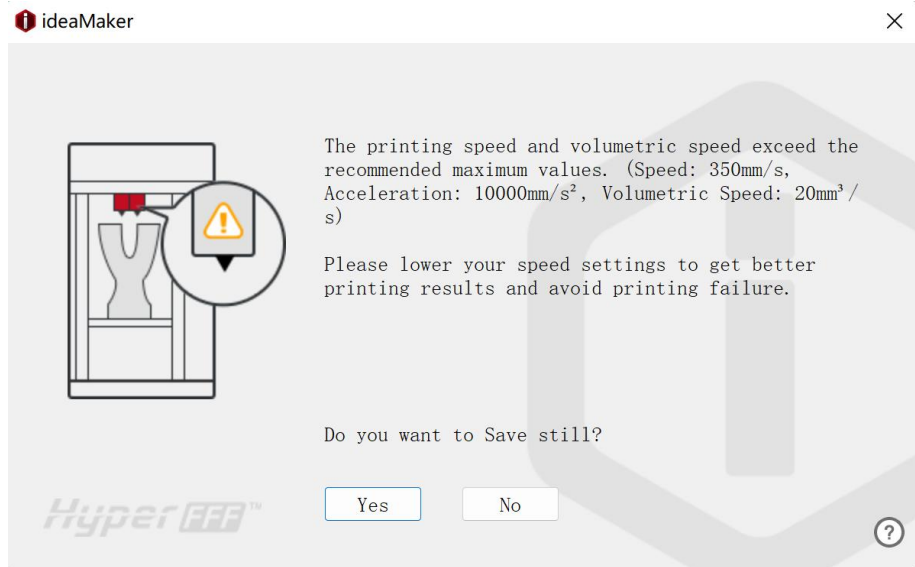 ideaMaker
The printing speed and volumetric speed exceed the
recommended maximum values. (Speed: 350mm/s,
Acceleration: 10000mm/s², Volumetric Speed: 20mm³/
s)
Please lower your speed settings to get better
printing results and avoid printing failure.
Do you want to Save still?
Yes No
Hyper FFF™
?